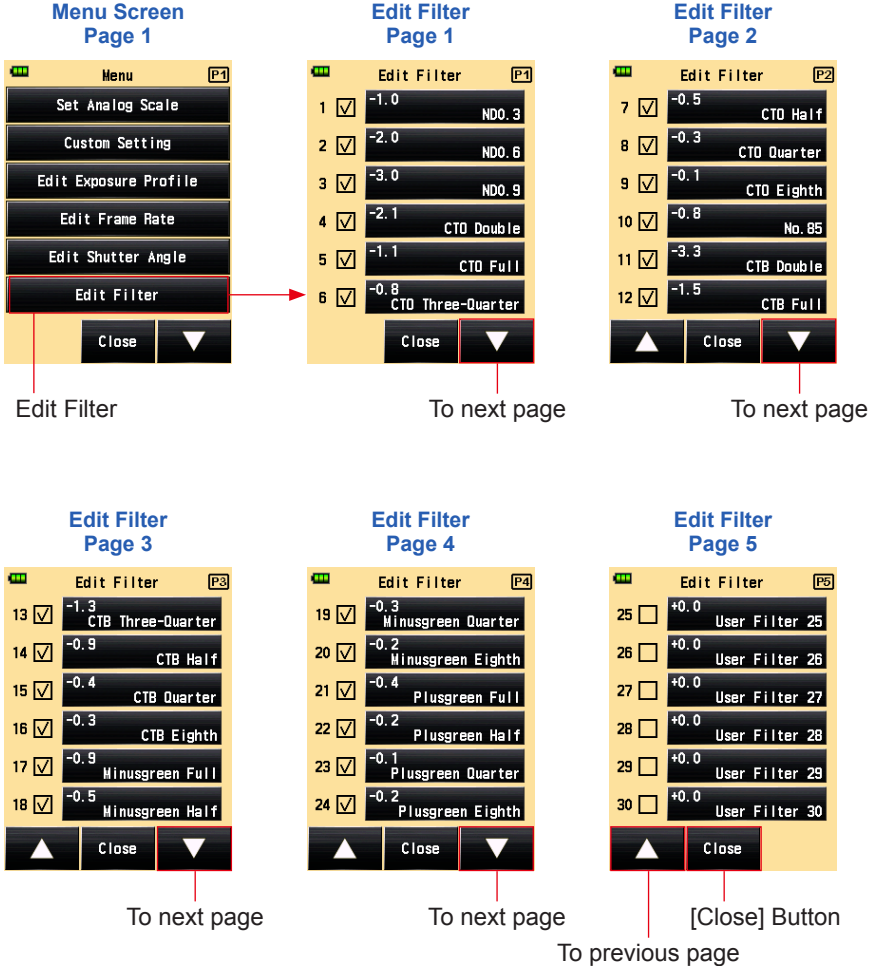 Menu Screen
Page 1
Menu P1
Set Analog Scale
Custom Setting
Edit Exposure Profile
Edit Frame Rate
Edit Shutter Angle
Edit Filter
Close
Edit Filter
Edit Filter
Page 1
Edit Filter P1
1 -1.0
ND0.3
2 -2.0
ND0.6
3 -3.0
ND0.9
4 -2.1
CTO Double
5 -1.1
CTO Full
6 -0.8
CTO Three-Quarter
Close
To next page
Edit Filter
Page 2
Edit Filter P2
7 -0.5
CTO Half
8 -0.3
CTO Quarter
9 -0.1
CTO Eighth
10 -0.8
No.85
11 -3.3
CTB Double
12 -1.5
CTB Full
Close
To next page
Edit Filter
Page 3
Edit Filter P3
13 -1.3
CTB Three-Quarter
14 -0.9
CTB Half
15 -0.4
CTB Quarter
16 -0.3
CTB Eighth
17 -0.9
Minusgreen Full
18 -0.5
Minusgreen Half
Close
To next page
Edit Filter
Page 4
Edit Filter P4
19 -0.3
Minusgreen Quarter
20 -0.2
Minusgreen Eighth
21 -0.4
Plusgreen Full
22 -0.2
Plusgreen Half
23 -0.1
Plusgreen Quarter
24 -0.2
Plusgreen Eighth
Close
To next page
Edit Filter
Page 5
Edit Filter P5
25 +0.0
User Filter 25
26 +0.0
User Filter 26
27 +0.0
User Filter 27
28 +0.0
User Filter 28
29 +0.0
User Filter 29
30 +0.0
User Filter 30
Close
[Close] Button
To previous page